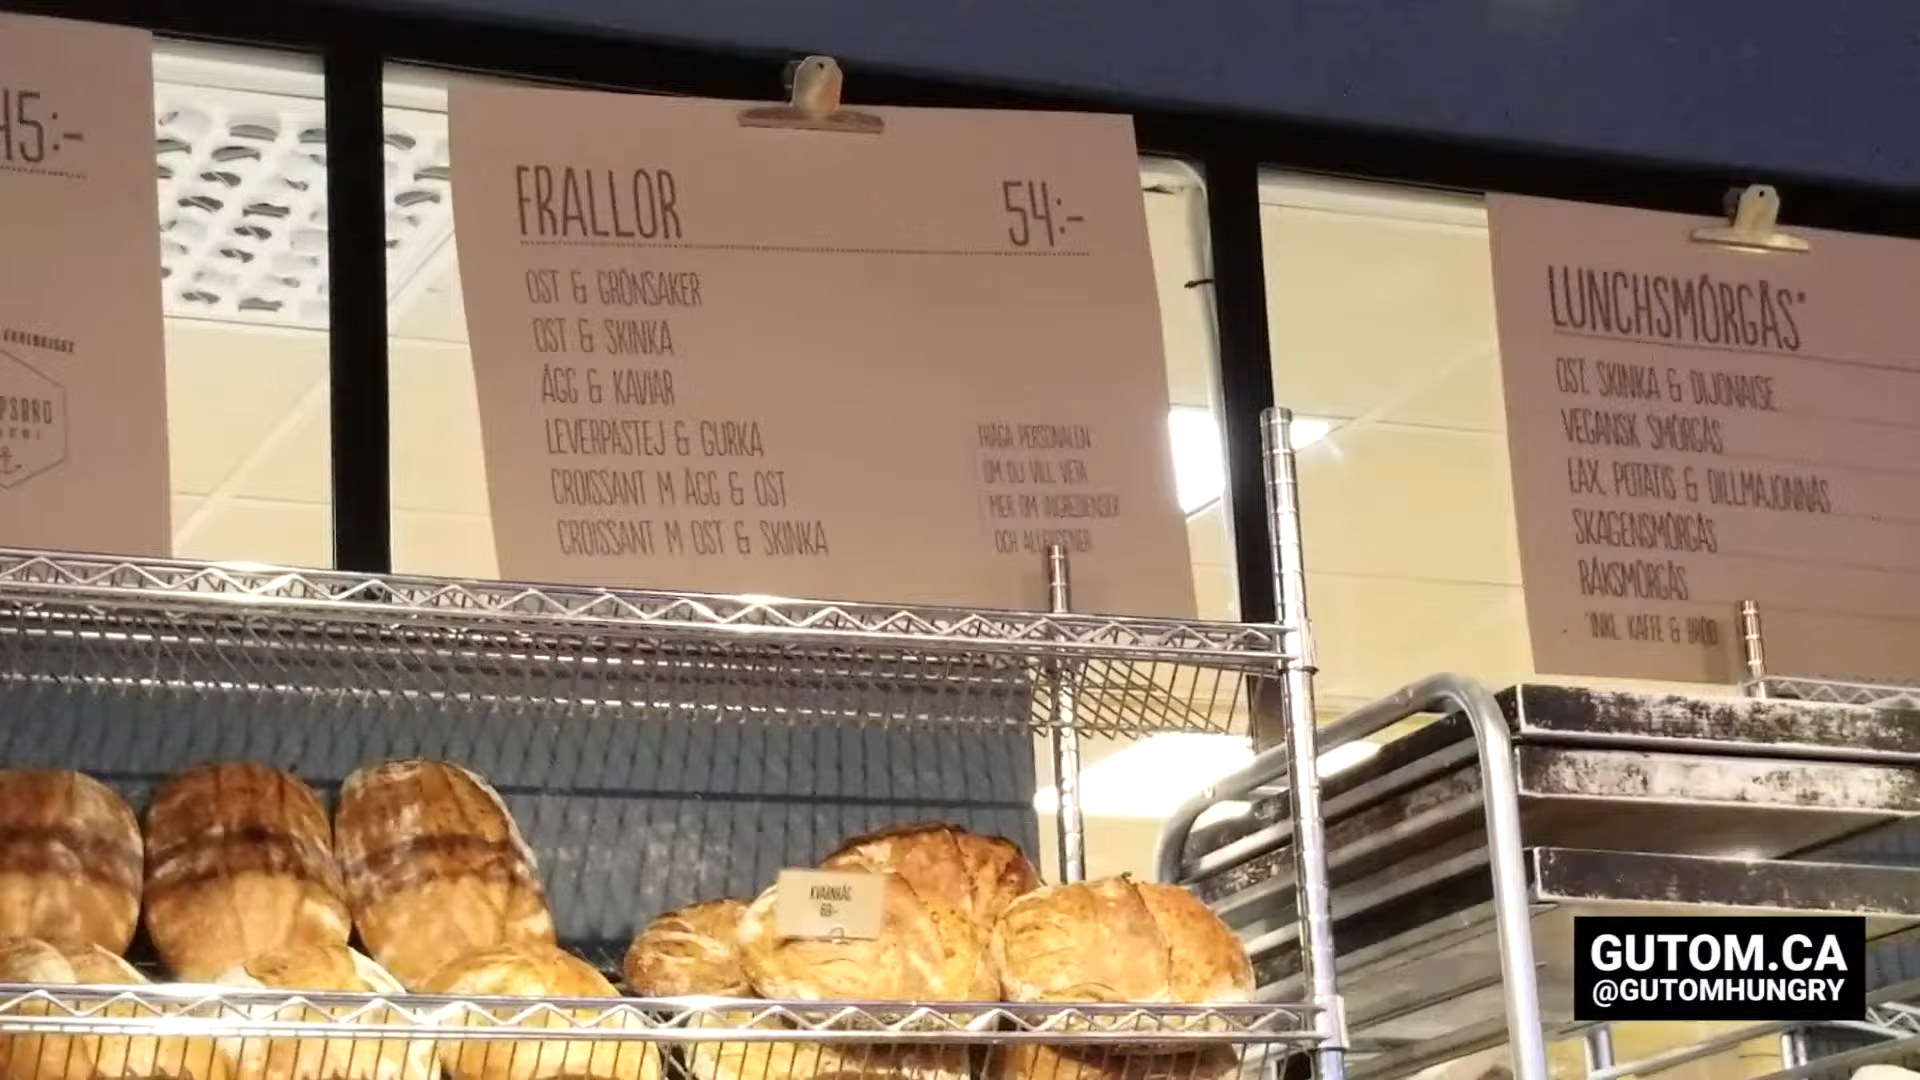 45:-
FRALLOR 54:-
OST & GRÖNSAKER
OST & SKINKA
ÄGG & KAVIAR
LEVERPASTEJ & GURKA
CROISSANT M ÄGG & OST
CROISSANT M OST & SKINKA
FRÅGA PERSONALEN
OM DU VILL VETA
MER OM INGREDIENSER
OCH ALLERGENER
LUNCHSMÖRGÅS*
OST, SKINKA & DIJONAISE
VEGANSK SMÖRGÅS
LAX, POTATIS & DILLMAJONNÄS
SKAGENSMÖRGÅS
RÄKSMÖRGÅS
*INKL KAFFE & BRÖD
GUTOM.CA
@GUTOMHUNGRY